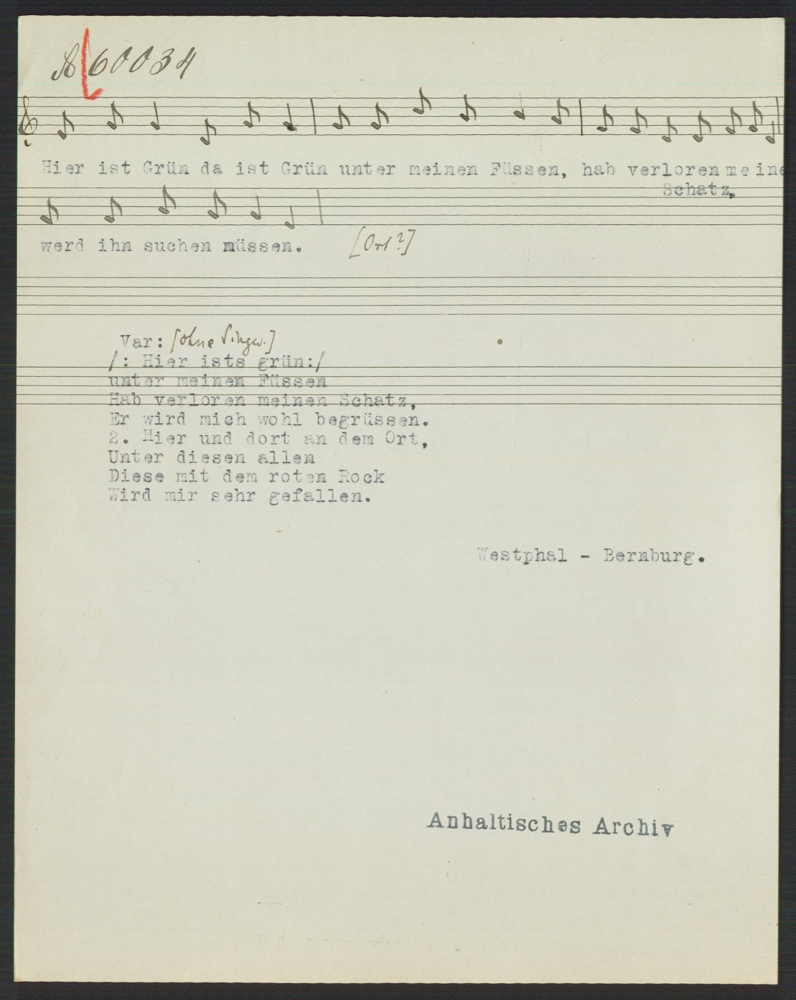 A 60034
Hier ist Grün da ist Grün unter meinen Füssen, hab verloren meine
Schatz,
werd ihn suchen müssen. [Ort?]
Var: [ohne Singw.]
/: Hier ists grün:/
unter meinen Füssen
Hab verloren meinen Schatz,
Er wird mich wohl begrüssen.
2. Hier und dort an dem Ort,
Unter diesen allen
Diese mit dem roten Rock
Wird mir sehr gefallen.
Westphal - Bernburg.
Anhaltisches Archiv